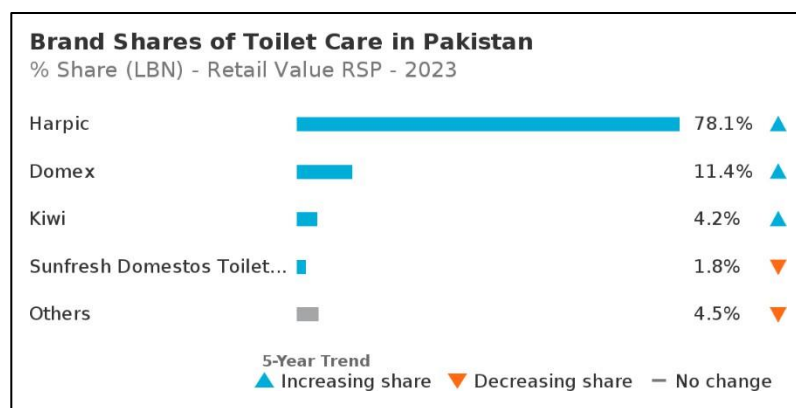 Brand Shares of Toilet Care in Pakistan
% Share (LBN) - Retail Value RSP - 2023
Harpic 78.1% ▲
Domex 11.4% ▲
Kiwi 4.2% ▲
Sunfresh Domestos Toilet... 1.8% ▼
Others 4.5% ▼
5-Year Trend
▲ Increasing share ▼ Decreasing share — No change